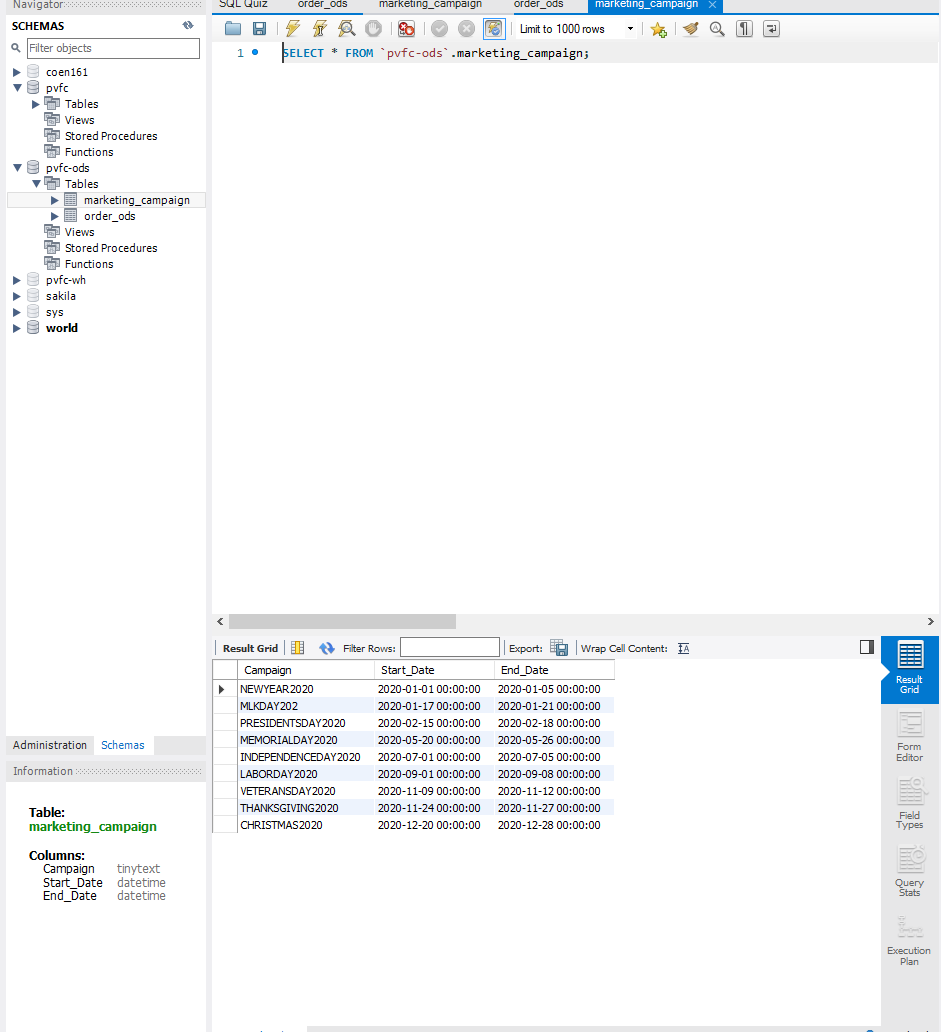 Navigator
SCHEMAS
Filter objects
coen161
pvfc
Tables
Views
Stored Procedures
Functions
pvfc-ods
Tables
marketing_campaign
order_ods
Views
Stored Procedures
Functions
pvfc-wh
sakila
sys
world
Administration Schemas
Information
Table:
marketing_campaign
Columns:
Campaign tinytext
Start_Date datetime
End_Date datetime
SQL Quiz order_ods marketing_campaign order_ods marketing_campaign
Limit to 1000 rows
1 SELECT * FROM `pvfc-ods`.marketing_campaign;
Result Grid Filter Rows: Export: Wrap Cell Content:
Campaign Start_Date End_Date
NEWYEAR2020 2020-01-01 00:00:00 2020-01-05 00:00:00
MLKDAY202 2020-01-17 00:00:00 2020-01-21 00:00:00
PRESIDENTSDAY2020 2020-02-15 00:00:00 2020-02-18 00:00:00
MEMORIALDAY2020 2020-05-20 00:00:00 2020-05-26 00:00:00
INDEPENDENCEDAY2020 2020-07-01 00:00:00 2020-07-05 00:00:00
LABORDAY2020 2020-09-01 00:00:00 2020-09-08 00:00:00
VETERANSDAY2020 2020-11-09 00:00:00 2020-11-12 00:00:00
THANKSGIVING2020 2020-11-24 00:00:00 2020-11-27 00:00:00
CHRISTMAS2020 2020-12-20 00:00:00 2020-12-28 00:00:00
Result
Grid
Form
Editor
Field
Types
Query
Stats
Execution
Plan